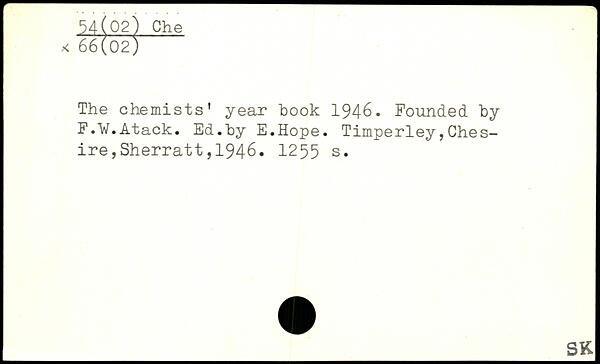 54(02) Che
x 66(02)
The chemists' year book 1946. Founded by
F.W.Atack. Ed.by E.Hope. Timperley,Ches-
ire,Sherratt,1946. 1255 s.
SK